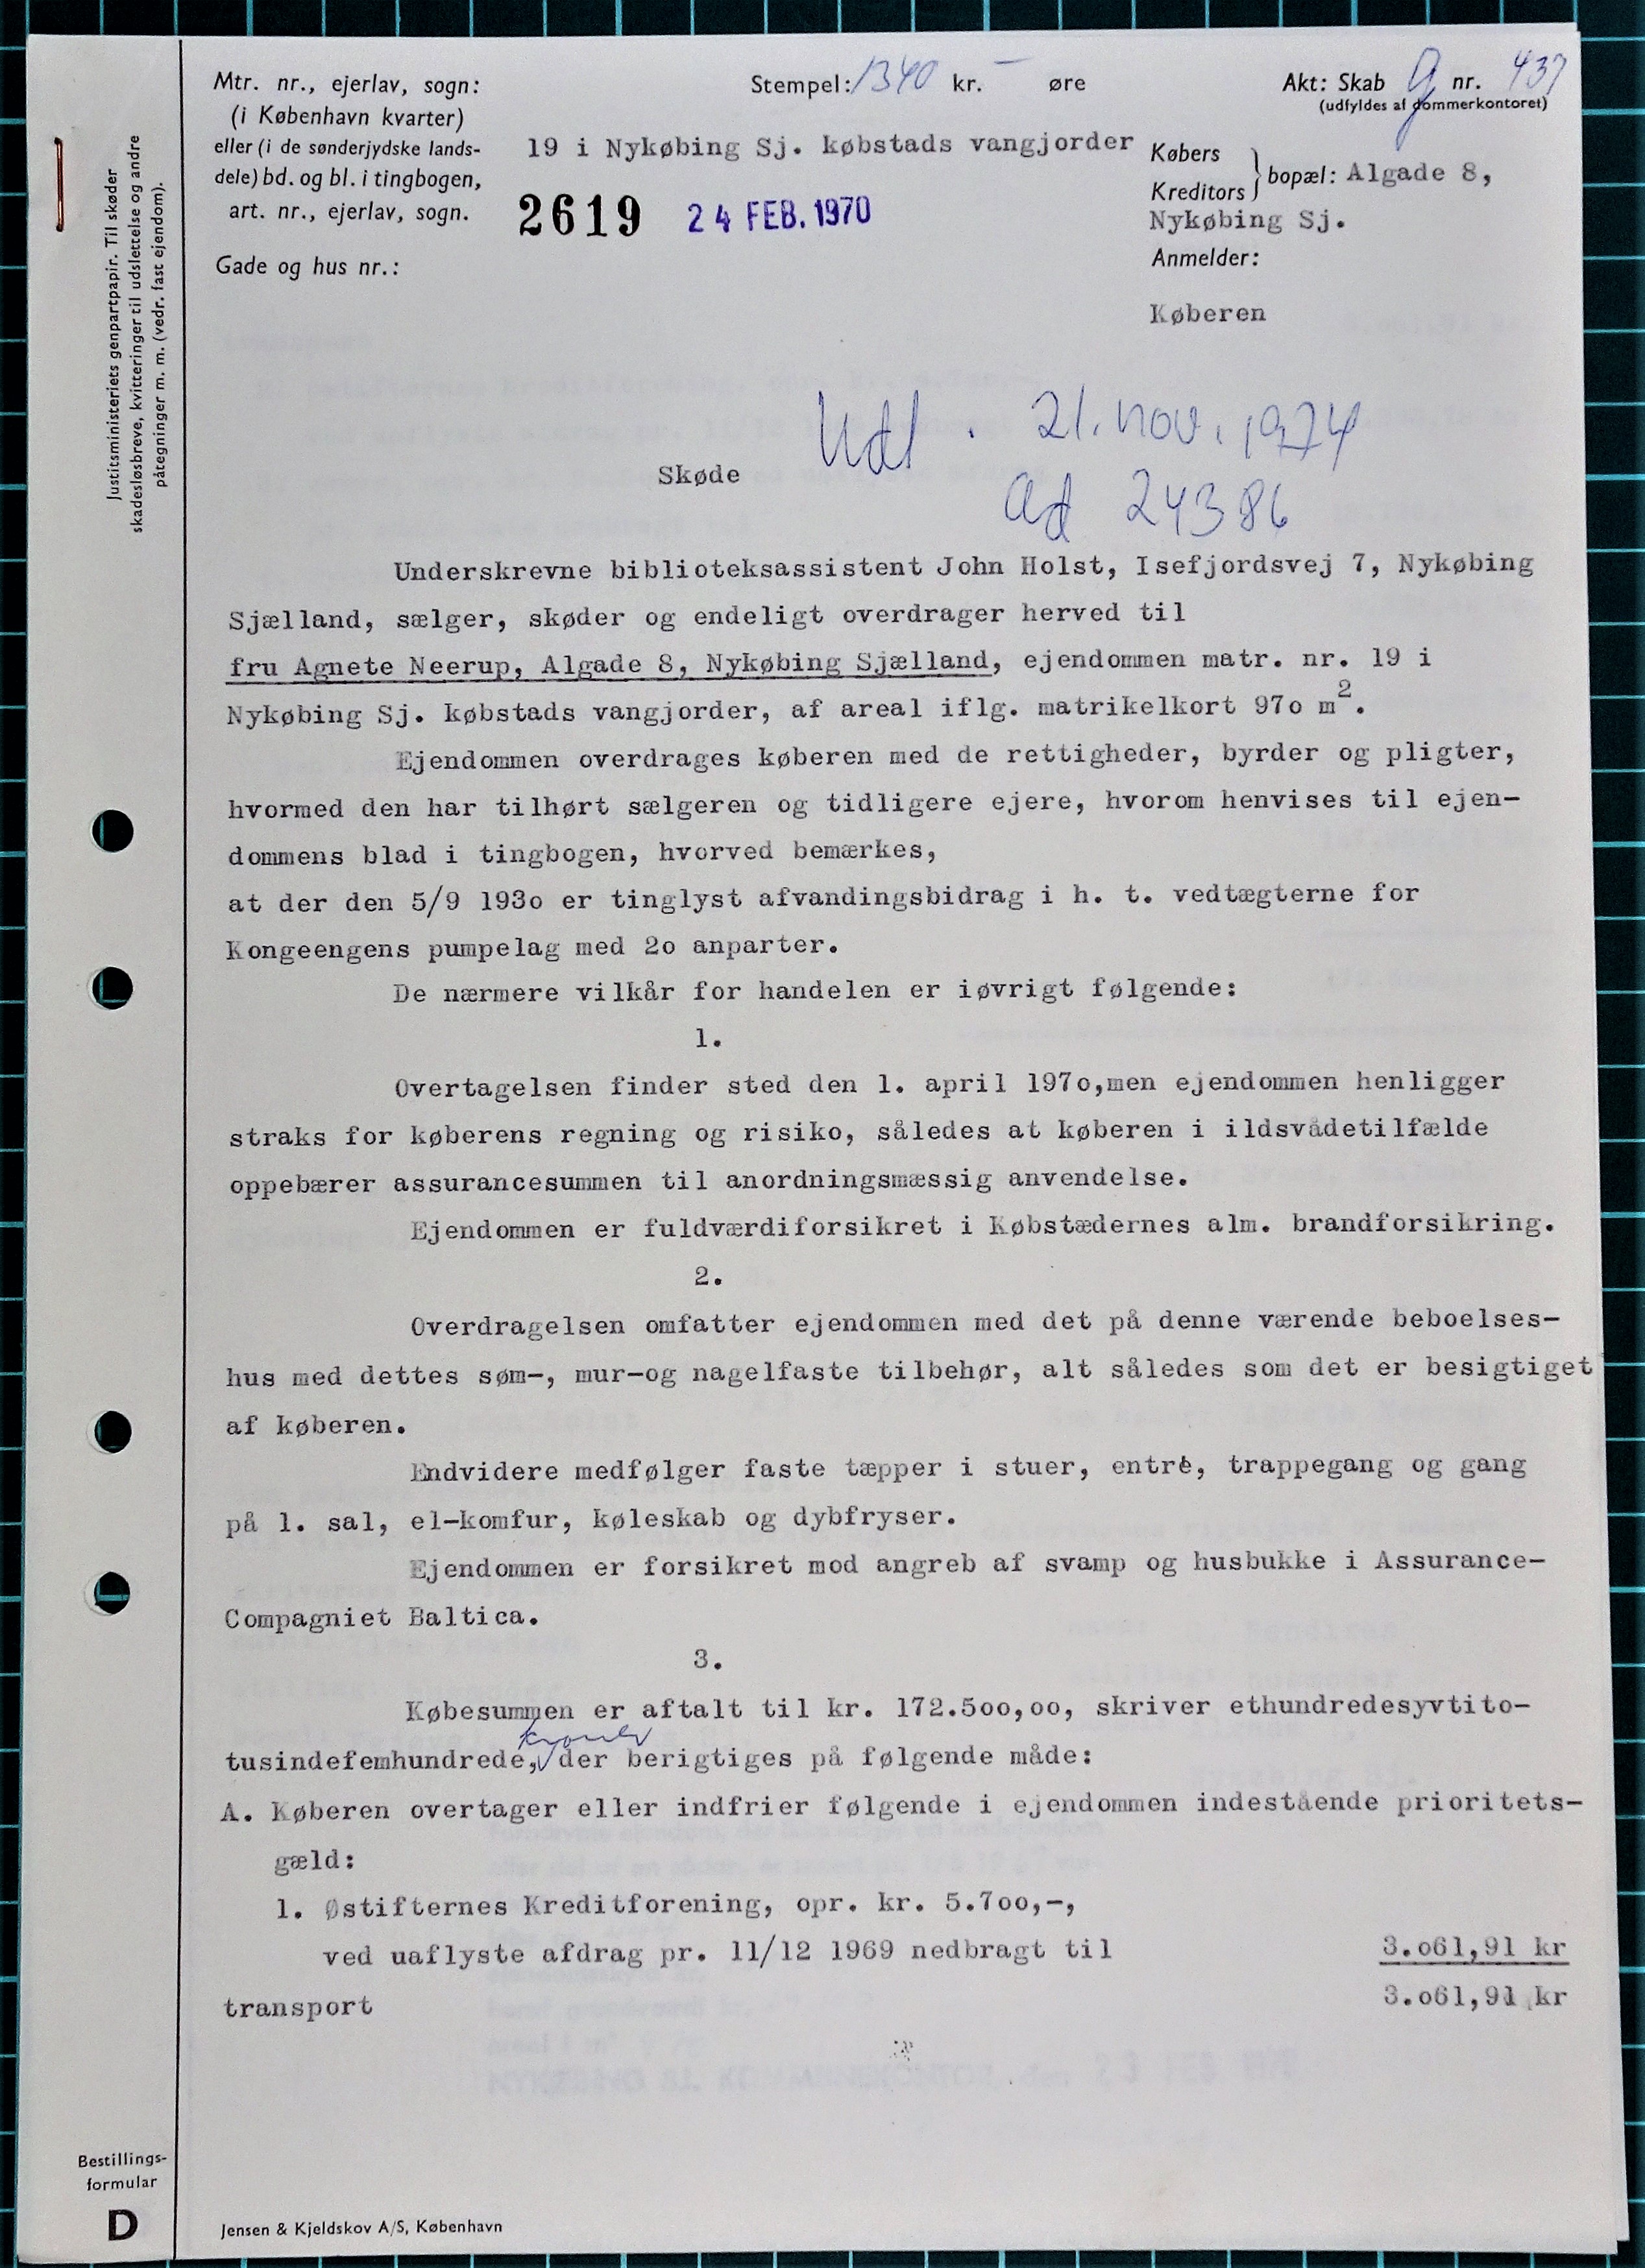 Mtr. nr., ejerlav, sogn:
(i København kvarter)
eller (i de sønderjydske lands-
dele) bd. og bl. i tingbogen,
art. nr., ejerlav, sogn.
Gade og hus nr.:
Stempel: 1340 kr. - øre
19 i Nykøbing Sj. købstads vangjorder
2619 24 FEB. 1970
Akt: Skab g nr. 437
(udfyldes af dommerkontoret)
Købers
Kreditors } bopæl: Algade 8,
Nykøbing Sj.
Anmelder:
Køberen
Justitsministeriets genpartpapir. Til skøder
skadesløsbreve, kvitteringer til udslettelse og andre
påtegninger m. m. (vedr. fast ejendom).
Udl. 21. nov. 1974
Skøde
ad 24386
Underskrevne biblioteksassistent John Holst, Isefjordsvej 7, Nykøbing
Sjælland, sælger, skøder og endeligt overdrager herved til
fru Agnete Neerup, Algade 8, Nykøbing Sjælland, ejendommen matr. nr. 19 i
Nykøbing Sj. købstads vangjorder, af areal iflg. matrikelkort 97o m².
Ejendommen overdrages køberen med de rettigheder, byrder og pligter,
hvormed den har tilhørt sælgeren og tidligere ejere, hvorom henvises til ejen-
dommens blad i tingbogen, hvorved bemærkes,
at der den 5/9 193o er tinglyst afvandingsbidrag i h. t. vedtægterne for
Kongeengens pumpelag med 2o anparter.
De nærmere vilkår for handelen er iøvrigt følgende:
1.
Overtagelsen finder sted den 1. april 197o,men ejendommen henligger
straks for køberens regning og risiko, således at køberen i ildsvådetilfælde
oppebærer assurancesummen til anordningsmæssig anvendelse.
Ejendommen er fuldværdiforsikret i Købstædernes alm. brandforsikring.
2.
Overdragelsen omfatter ejendommen med det på denne værende beboelses-
hus med dettes søm-, mur-og nagelfaste tilbehør, alt således som det er besigtiget
af køberen.
Endvidere medfølger faste tæpper i stuer, entré, trappegang og gang
på 1. sal, el-komfur, køleskab og dybfryser.
Ejendommen er forsikret mod angreb af svamp og husbukke i Assurance-
Compagniet Baltica.
3.
Købesummen er aftalt til kr. 172.5oo,oo, skriver ethundredesyvtito-
kroner
tusindefemhundrede, der berigtiges på følgende måde:
A. Køberen overtager eller indfrier følgende i ejendommen indestående prioritets-
gæld:
1. Østifternes Kreditforening, opr. kr. 5.7oo,-,
ved uaflyste afdrag pr. 11/12 1969 nedbragt til 3.o61,91 kr
transport 3.o61,91 kr
Bestillings-
formular
D
Jensen & Kjeldskov A/S, København